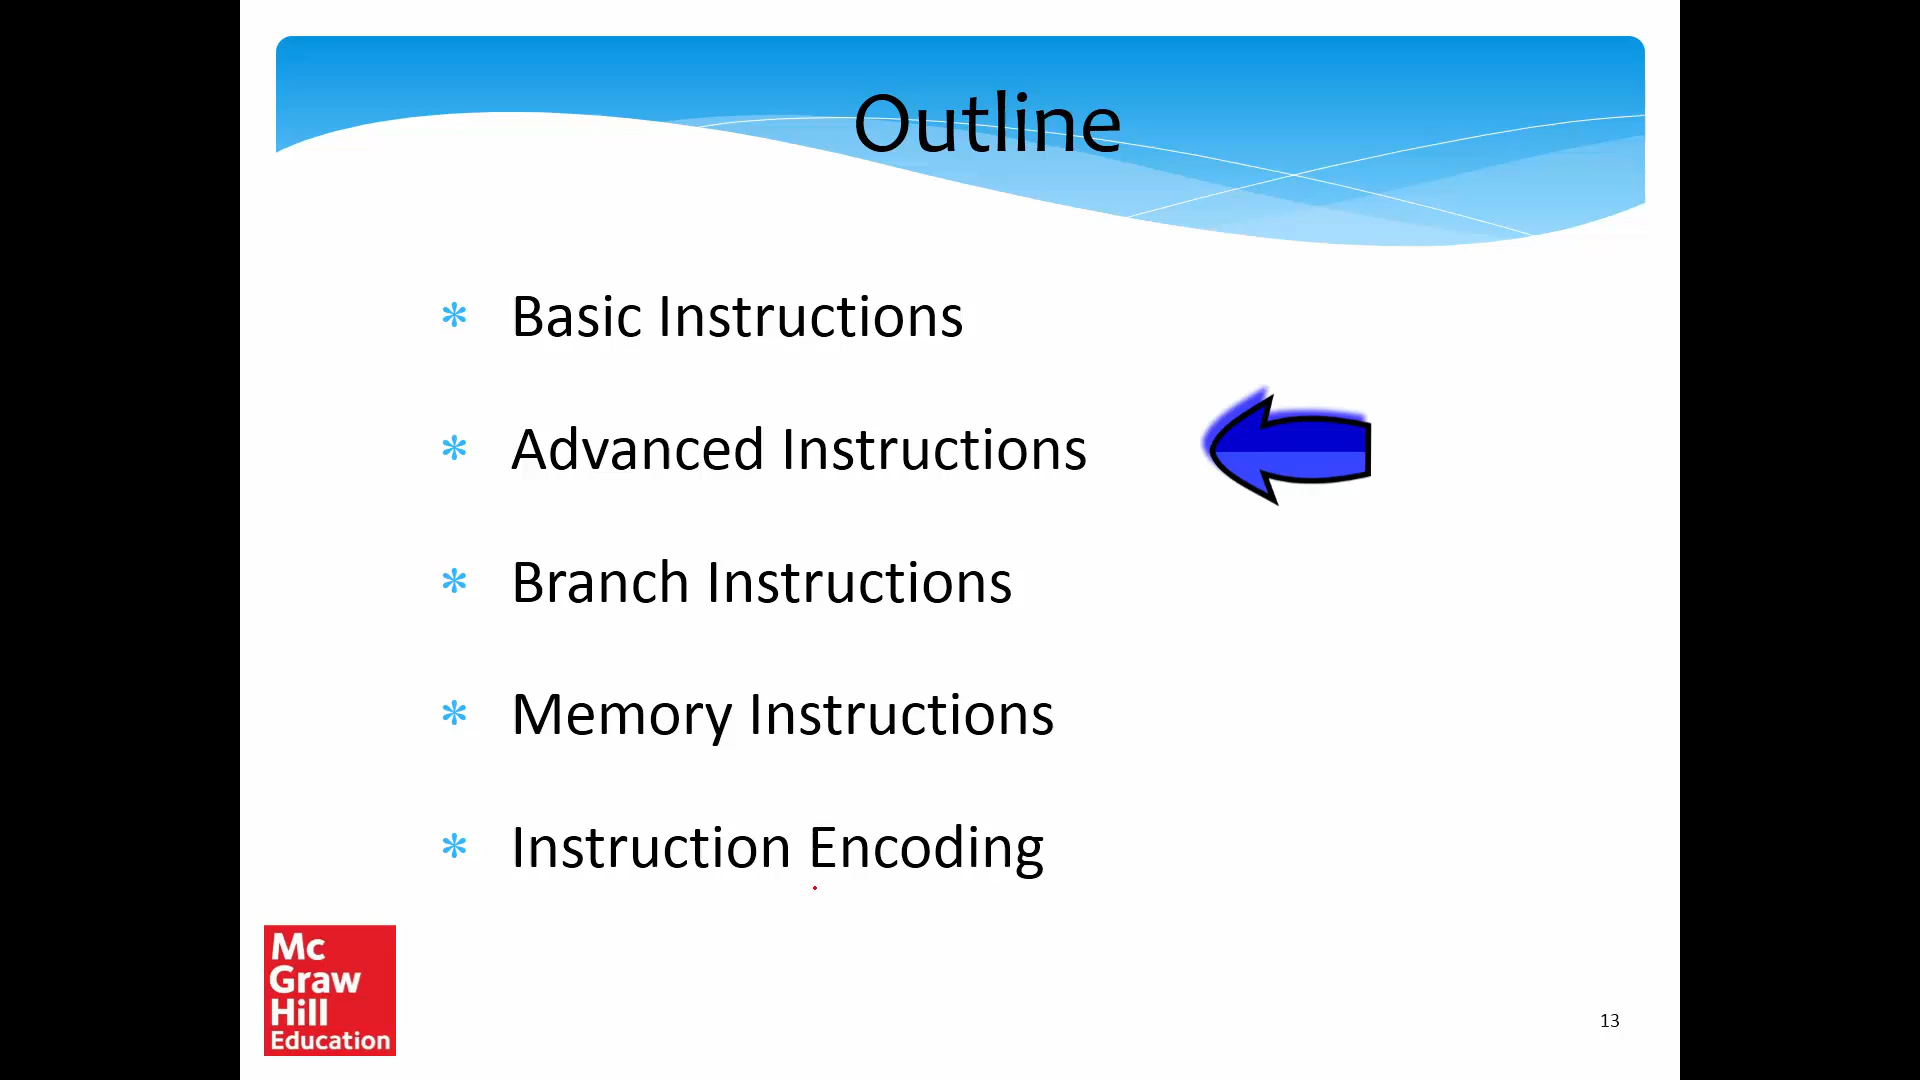 Outline
* Basic Instructions
* Advanced Instructions
* Branch Instructions
* Memory Instructions
* Instruction Encoding
Mc
Graw
Hill
Education
13